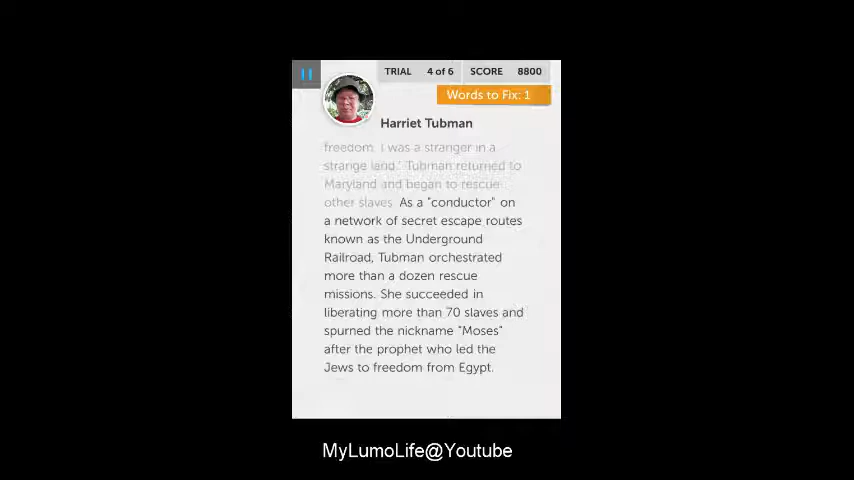 TRIAL 4 of 6 SCORE 8800
Words to Fix: 1
Harriet Tubman
freedom. I was a stranger in a
strange land." Tubman returned to
Maryland and began to rescue
other slaves. As a "conductor" on
a network of secret escape routes
known as the Underground
Railroad, Tubman orchestrated
more than a dozen rescue
missions. She succeeded in
liberating more than 70 slaves and
spurned the nickname "Moses"
after the prophet who led the
Jews to freedom from Egypt.
MyLumoLife@Youtube